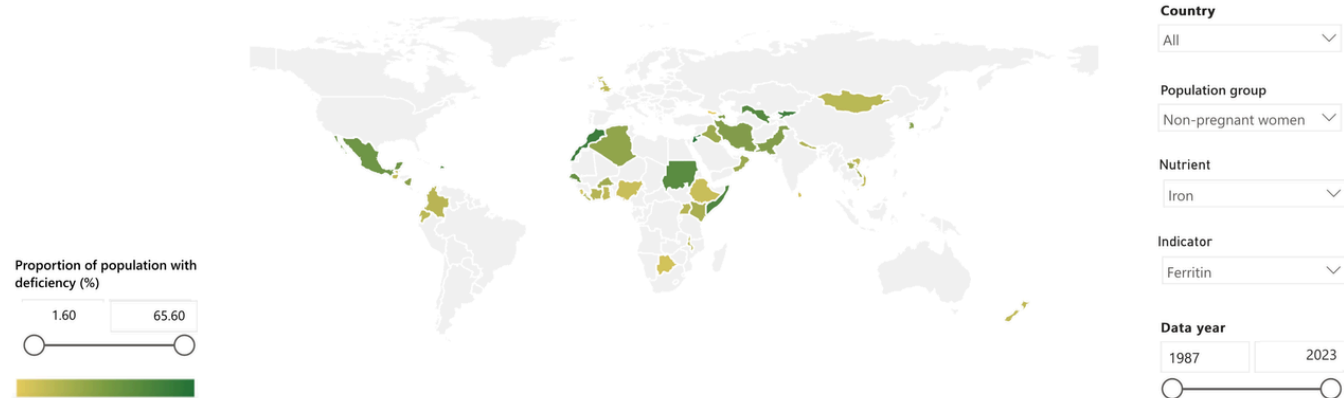 Country
All
Population group
Non-pregnant women
Nutrient
Iron
Indicator
Ferritin
Data year
1987 2023
Proportion of population with
deficiency (%)
1.60 65.60